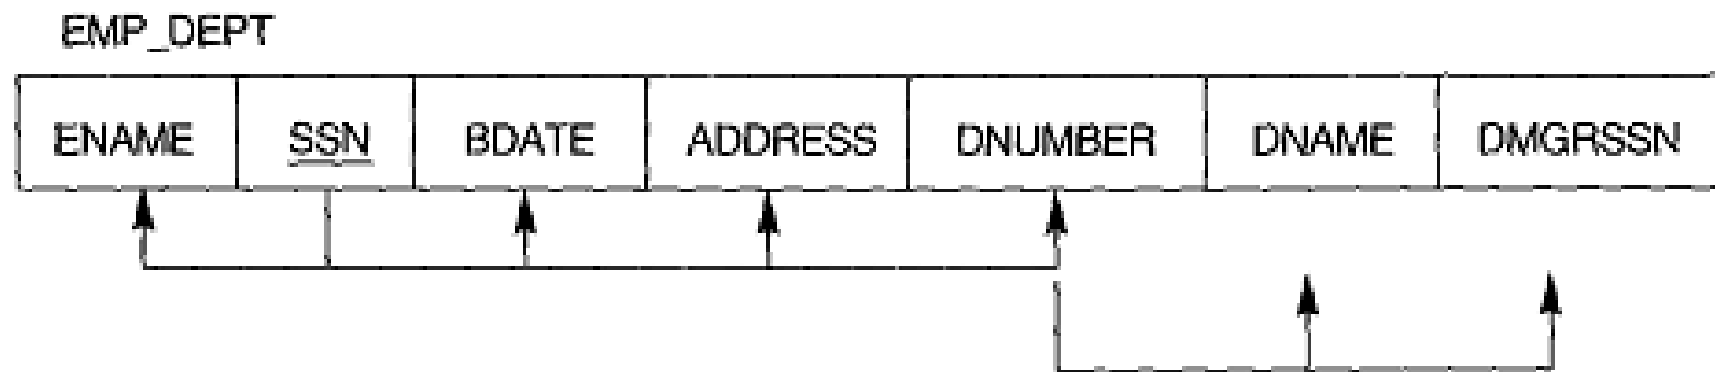 EMP_DEPT
ENAME SSN BDATE ADDRESS DNUMBER DNAME DMGRSSN